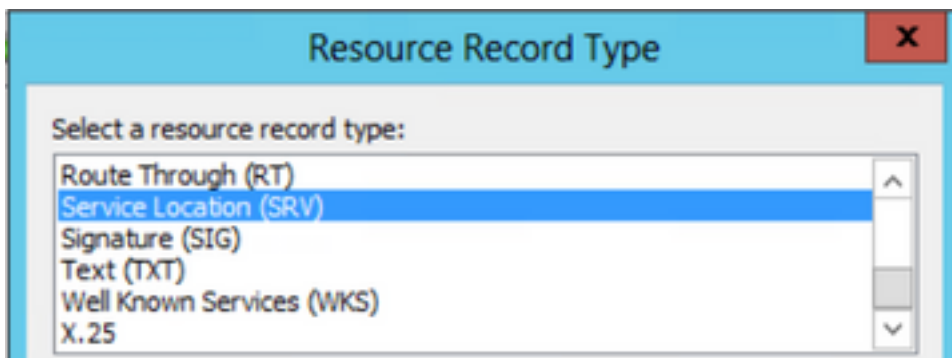 Resource Record Type
x
Select a resource record type:
Route Through (RT)
Service Location (SRV)
Signature (SIG)
Text (TXT)
Well Known Services (WKS)
X.25